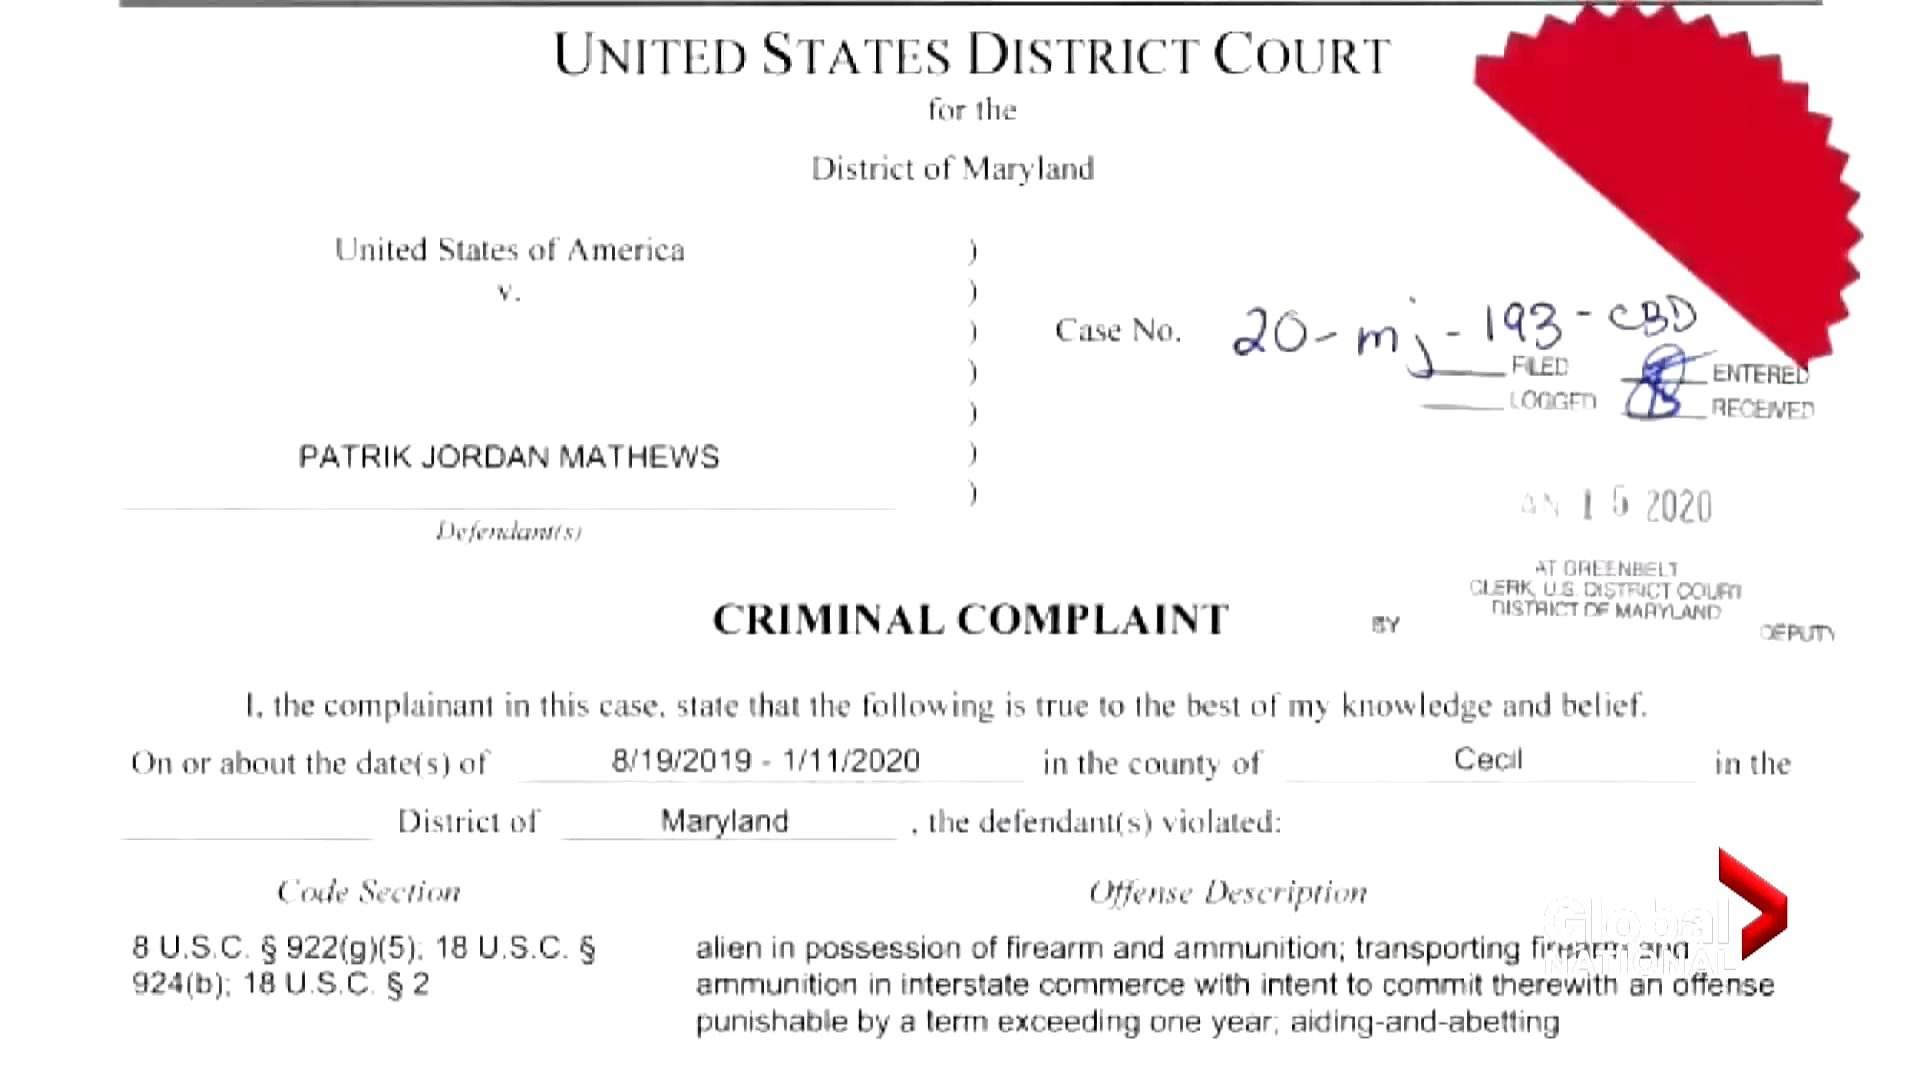 UNITED STATES DISTRICT COURT
for the
District of Maryland
United States of America
v.
PATRIK JORDAN MATHEWS
Defendant(s)
)
)
)
)
)
)
)
Case No. 20-mj-193-CBD
FILED ENTERED
LOGGED RECEIVED
15 2020
AT GREENBELT
CLERK, U.S. DISTRICT COURT
DISTRICT OF MARYLAND
BY DEPUTY
CRIMINAL COMPLAINT
I, the complainant in this case, state that the following is true to the best of my knowledge and belief.
On or about the date(s) of 8/19/2019 - 1/11/2020 in the county of Cecil in the
District of Maryland , the defendant(s) violated:
Code Section Offense Description
8 U.S.C. § 922(g)(5); 18 U.S.C. §
924(b); 18 U.S.C. § 2
alien in possession of firearm and ammunition; transporting firearm and
ammunition in interstate commerce with intent to commit therewith an offense
punishable by a term exceeding one year; aiding-and-abetting
Global
NATIONAL